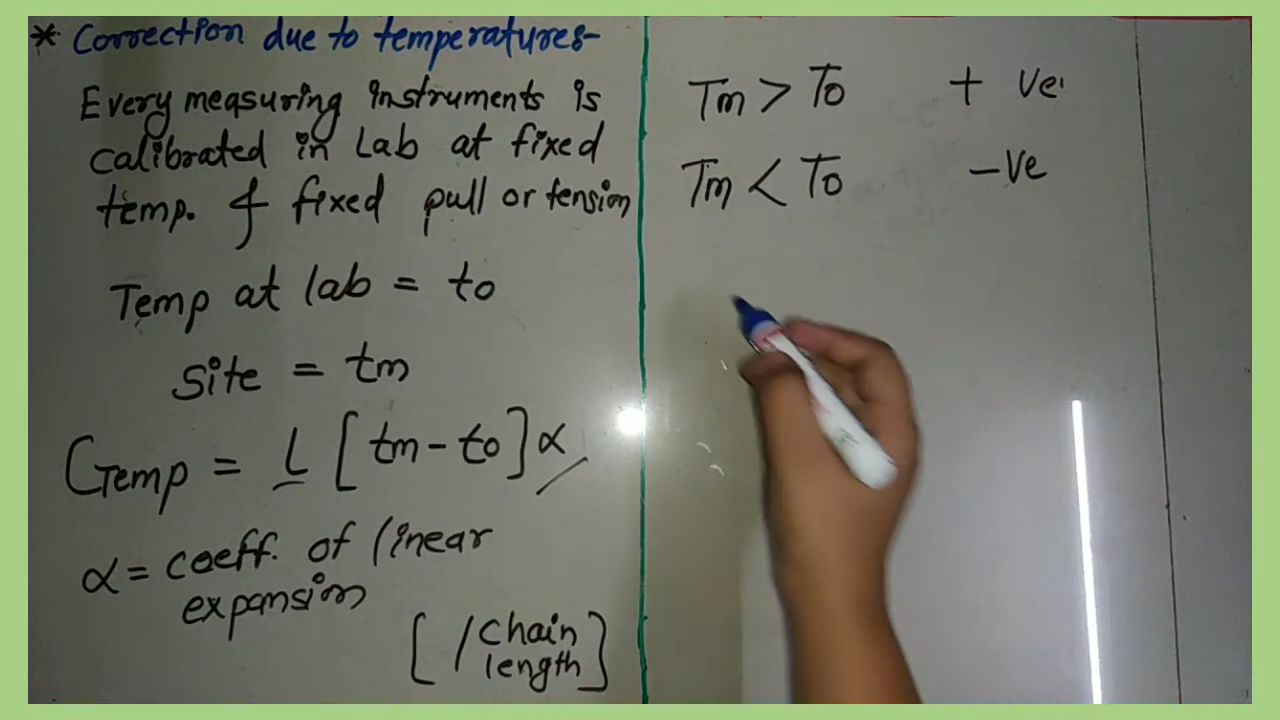 * Correction due to temperatures-
Every measuring instruments is
calibrated in Lab at fixed
temp. & fixed pull or tension
Temp at lab = to
Site = tm
CTemp = L [tm - to] α
α = coeff. of linear
expansion
[/chain
length]
Tm > To + ve.
Tm < To -ve